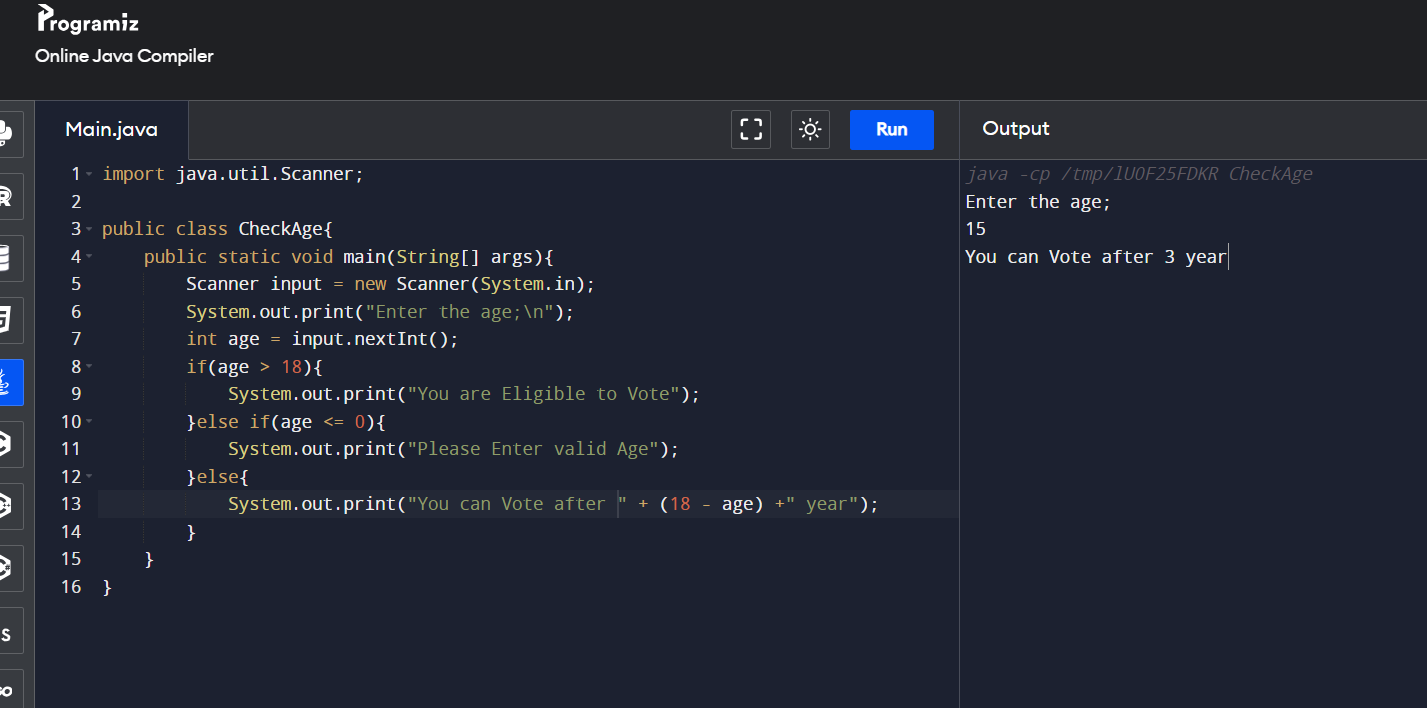 Programiz
Online Java Compiler
Main.java
Run
Output
1 import java.util.Scanner;
2
3 public class CheckAge{
4     public static void main(String[] args){
5         Scanner input = new Scanner(System.in);
6         System.out.print("Enter the age;\n");
7         int age = input.nextInt();
8         if(age > 18){
9             System.out.print("You are Eligible to Vote");
10         }else if(age <= 0){
11             System.out.print("Please Enter valid Age");
12         }else{
13             System.out.print("You can Vote after " + (18 - age) +" year");
14         }
15     }
16 }
java -cp /tmp/lU0F25FDKR CheckAge
Enter the age;
15
You can Vote after 3 year